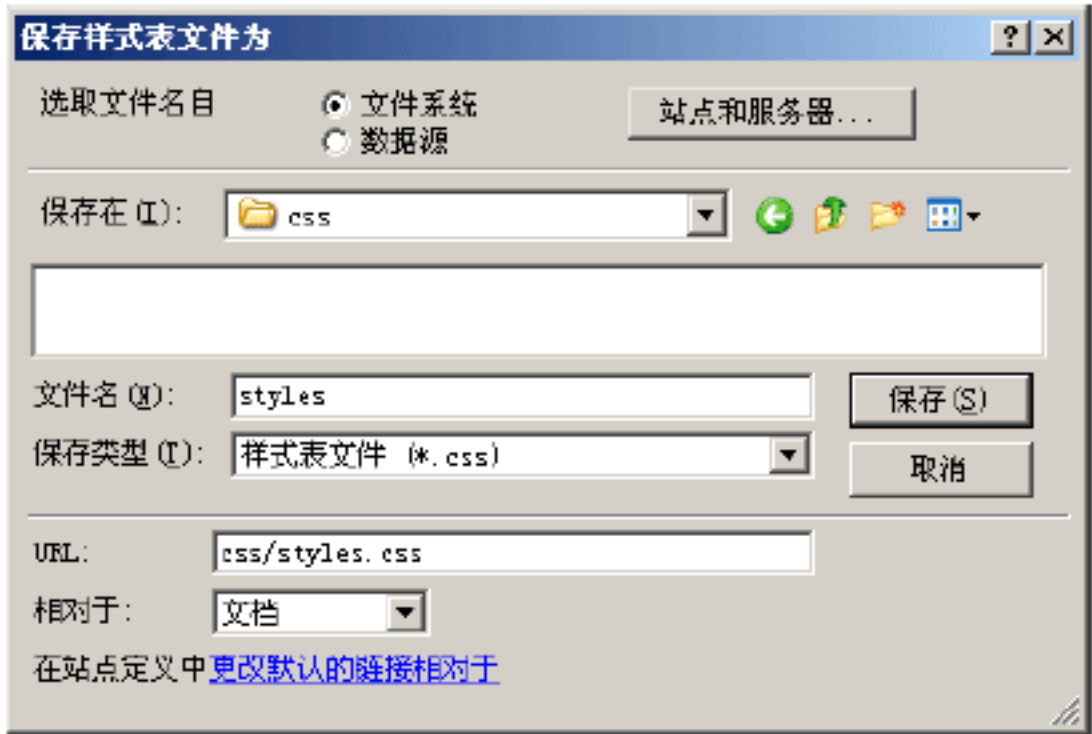 保存样式表文件为
选取文件名自
文件系统
站点和服务器...
数据源
保存在(I):
css
文件名(N):
styles
保存(S)
保存类型(T):
样式表文件 (*.css)
取消
URL:
css/styles.css
相对于:
文档
在站点定义中更改默认的链接相对于